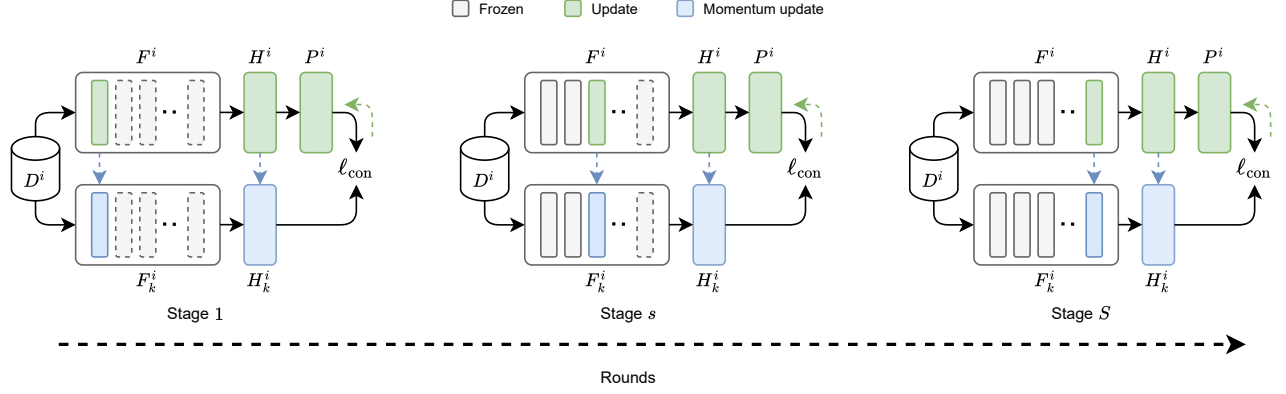 Frozen Update Momentum update
F^i H^i P^i F^i H^i P^i F^i H^i P^i
D^i ℓ_con D^i ℓ_con D^i ℓ_con
F_k^i H_k^i F_k^i H_k^i F_k^i H_k^i
Stage 1 Stage s Stage S
Rounds